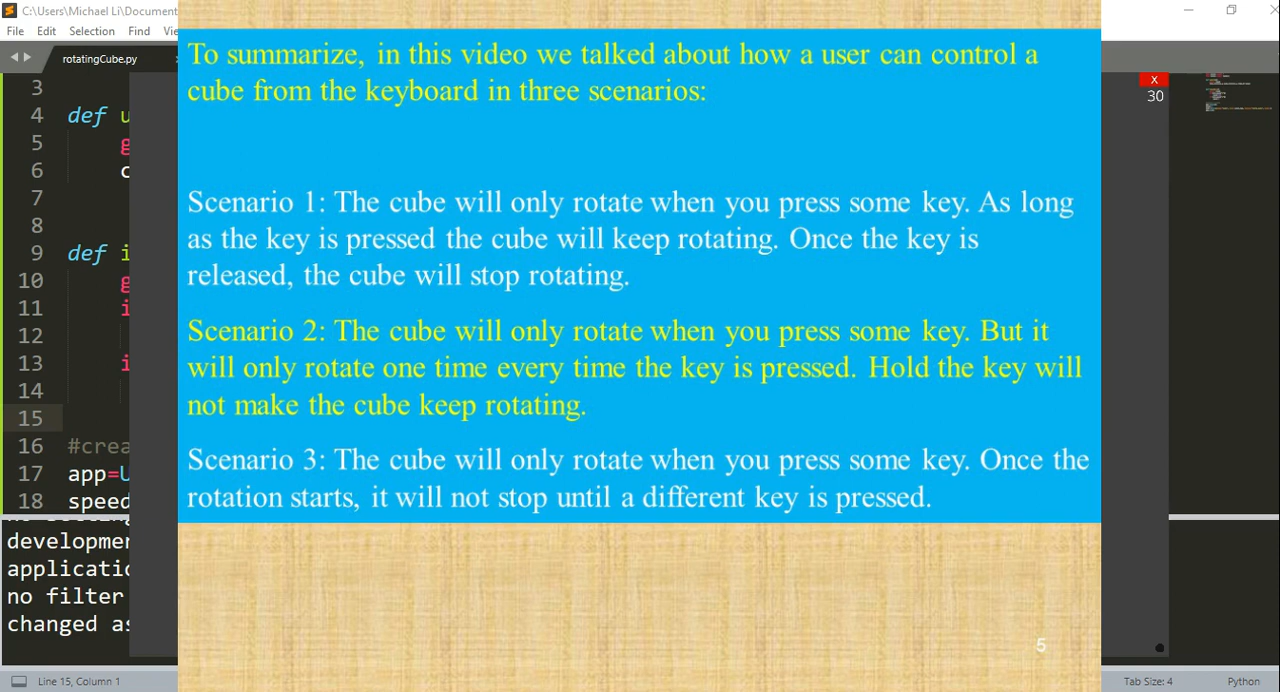 C:\Users\Michael Li\Document
File Edit Selection Find
rotatingCube.py
To summarize, in this video we talked about how a user can control a
cube from the keyboard in three scenarios:
Scenario 1: The cube will only rotate when you press some key. As long
as the key is pressed the cube will keep rotating. Once the key is
released, the cube will stop rotating.
Scenario 2: The cube will only rotate when you press some key. But it
will only rotate one time every time the key is pressed. Hold the key will
not make the cube keep rotating.
Scenario 3: The cube will only rotate when you press some key. Once the
rotation starts, it will not stop until a different key is pressed.
5
X
30
3
4 def u
5 g
6 c
7
8
9 def i
10 g
11 i
12
13 i
14
15
16 #crea
17 app=U
18 speed
developmen
applicatio
no filter
changed as
Line 15, Column 1
Tab Size: 4 Python